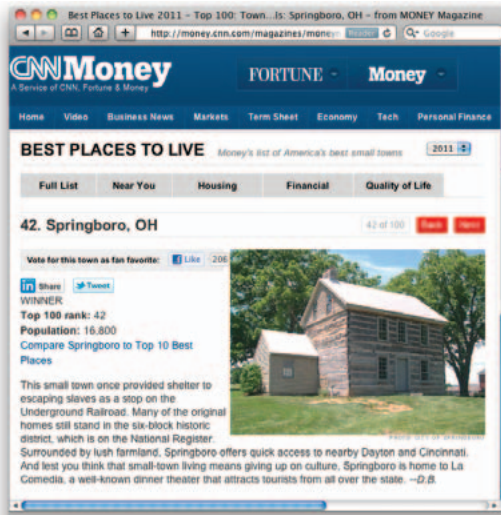 Best Places to Live 2011 – Top 100: Town...ls: Springboro, OH – from MONEY Magazine
http://money.cnn.com/magazines/money Reader Google
CNNMoney
A Service of CNN, Fortune & Money
FORTUNE Money
Home Video Business News Markets Term Sheet Economy Tech Personal Finance
BEST PLACES TO LIVE Money's list of America's best small towns 2011
Full List Near You Housing Financial Quality of Life
42. Springboro, OH 42 of 100 Back Next
Vote for this town as fan favorite: Like 206
in Share Tweet
WINNER
Top 100 rank: 42
Population: 16,800
Compare Springboro to Top 10 Best
Places
This small town once provided shelter to
escaping slaves as a stop on the
Underground Railroad. Many of the original
homes still stand in the six-block historic
district, which is on the National Register.
PHOTO: CITY OF SPRINGBORO
Surrounded by lush farmland, Springboro offers quick access to nearby Dayton and Cincinnati.
And lest you think that small-town living means giving up on culture, Springboro is home to La
Comedia, a well-known dinner theater that attracts tourists from all over the state. --D.B.